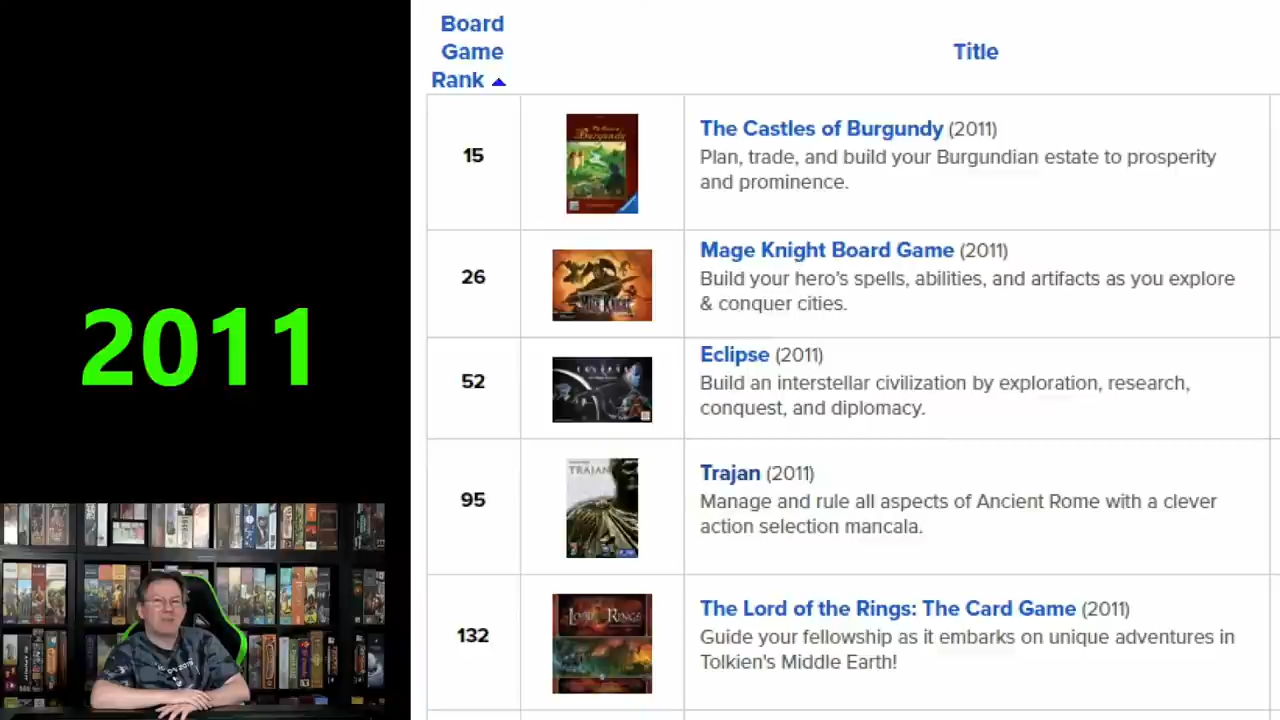 Board
Game
Rank
Title
2011
15
The Castles of Burgundy (2011)
Plan, trade, and build your Burgundian estate to prosperity
and prominence.
26
Mage Knight Board Game (2011)
Build your hero's spells, abilities, and artifacts as you explore
& conquer cities.
52
Eclipse (2011)
Build an interstellar civilization by exploration, research,
conquest, and diplomacy.
95
TRAJAN
Trajan (2011)
Manage and rule all aspects of Ancient Rome with a clever
action selection mancala.
132
The Lord of the Rings: The Card Game (2011)
Guide your fellowship as it embarks on unique adventures in
Tolkien's Middle Earth!